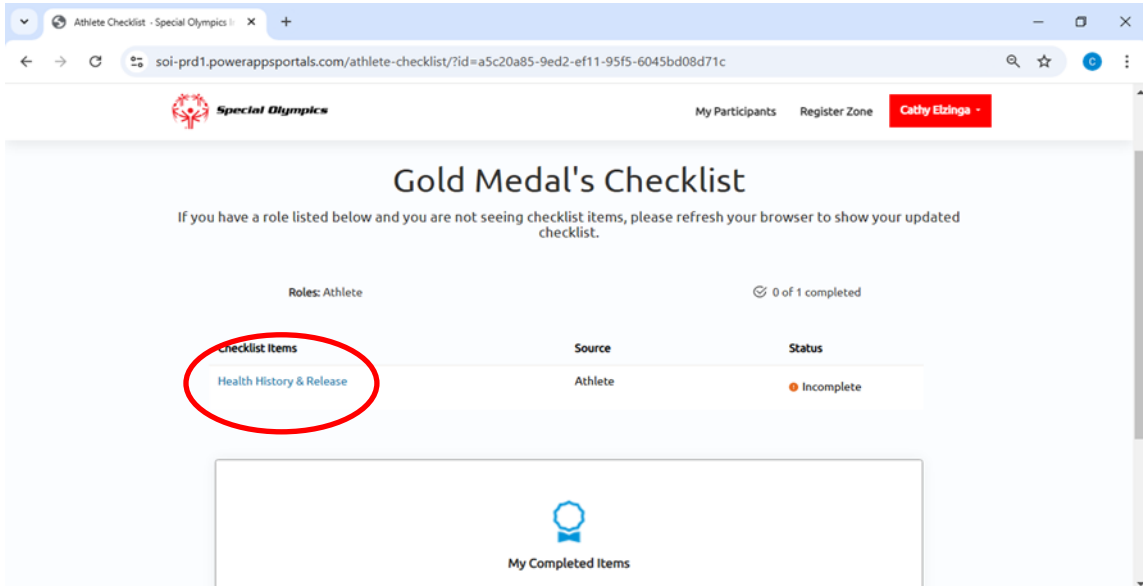 Athlete Checklist · Special Olympics I
soi-prd1.powerappsportals.com/athlete-checklist/?id=a5c20a85-9ed2-ef11-95f5-6045bd08d71c
C
Special Olympics
My Participants
Register Zone
Cathy Elzinga
Gold Medal's Checklist
If you have a role listed below and you are not seeing checklist items, please refresh your browser to show your updated
checklist.
Roles: Athlete
0 of 1 completed
Checklist Items
Source
Status
Health History & Release
Athlete
Incomplete
My Completed Items